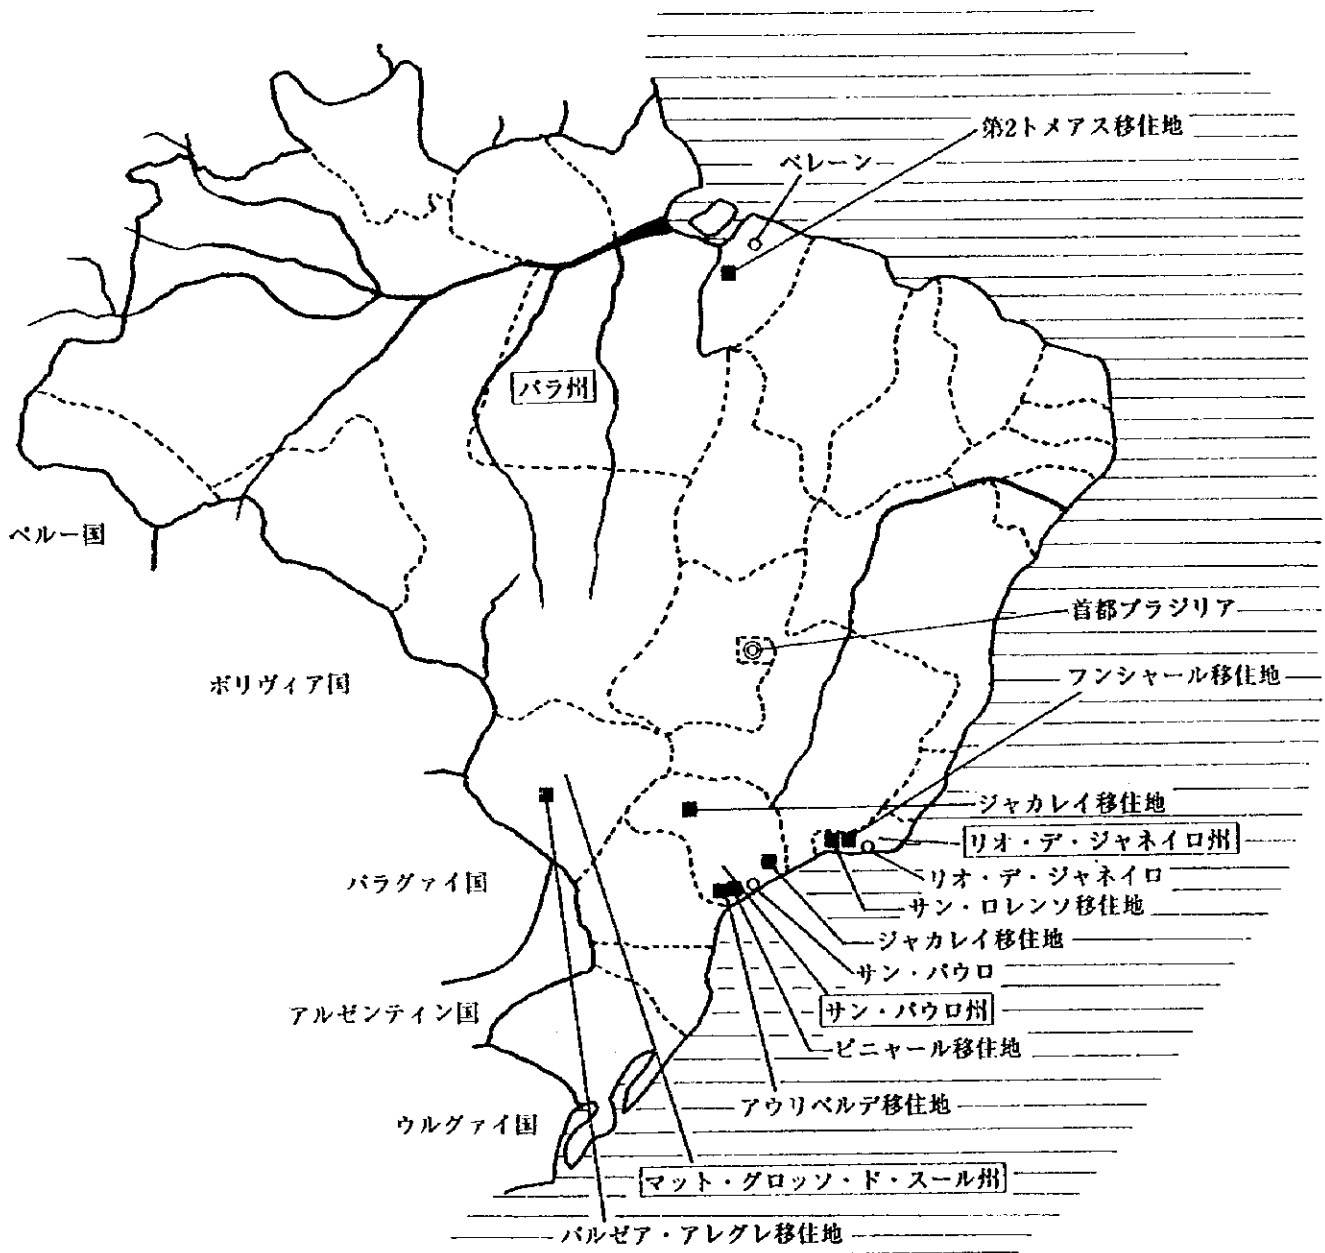 第2トメアス移住地
ベレーン
パラ州
ペルー国
首都ブラジリア
フンシャール移住地
ボリヴィア国
ジャカレイ移住地
リオ・デ・ジャネイロ州
リオ・デ・ジャネイロ
パラグァイ国
サン・ロレンソ移住地
ジャカレイ移住地
サン・パウロ
サン・パウロ州
アルゼンティン国
ピニャール移住地
アウリベルデ移住地
ウルグァイ国
マット・グロッソ・ド・スール州
バルゼア・アレグレ移住地